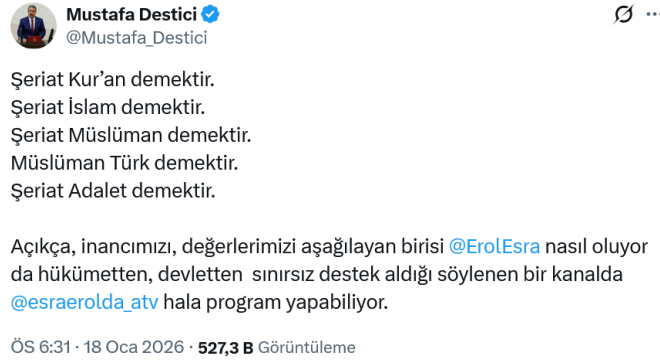 Mustafa Destici
@Mustafa_Destici
Şeriat Kur’an demektir.
Şeriat İslam demektir.
Şeriat Müslüman demektir.
Müslüman Türk demektir.
Şeriat Adalet demektir.
Açıkça, inancımızı, değerlerimizi aşağılayan birisi @ErolEsra nasıl oluyor
da hükümetten, devletten  sınırsız destek aldığı söylenen bir kanalda
@esraerolda_atv hala program yapabiliyor.
ÖS 6:31 · 18 Oca 2026 · 527,3 B Görüntüleme